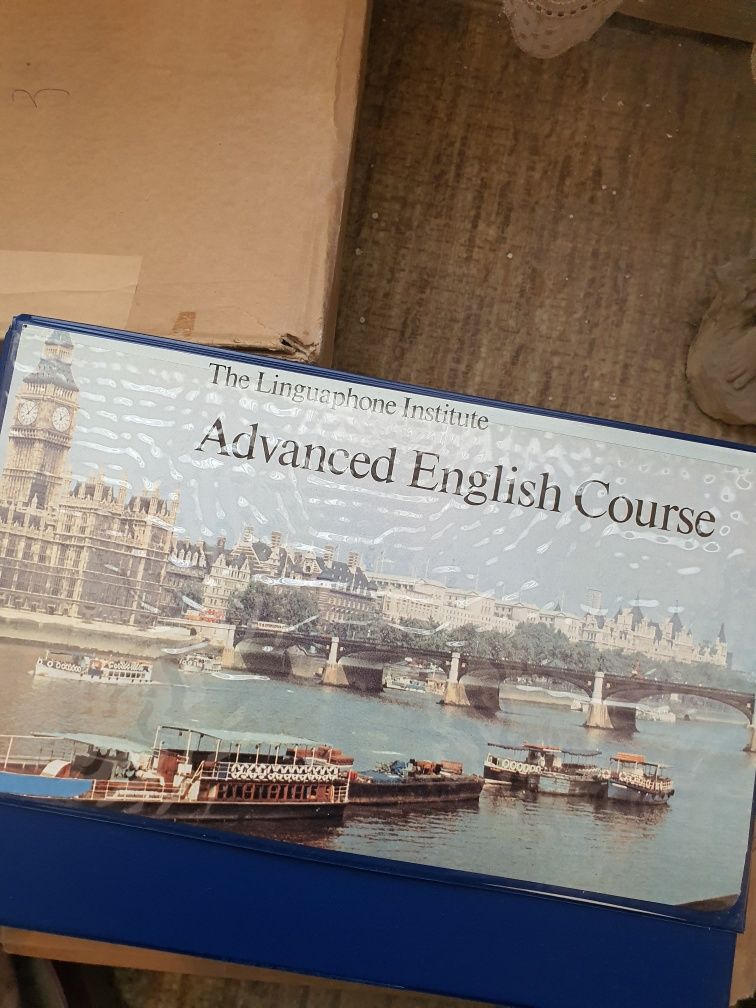 The Linguaphone Institute
Advanced English Course